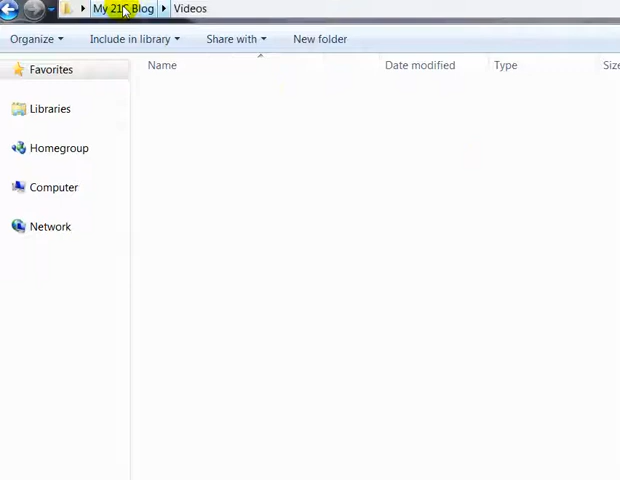 My 216 Blog Videos
Organize Include in library Share with New folder
Name Date modified Type Size
Favorites
Libraries
Homegroup
Computer
Network